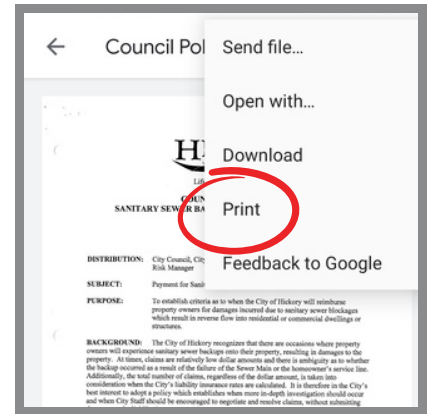 Council Pol
Send file...
Open with...
Download
Print
Feedback to Google
H
Lif
COUN
SANITARY SEWER BA
DISTRIBUTION: City Council, City
Risk Manager
SUBJECT: Payment for Sani
PURPOSE: To establish criteria as to when the City of Hickory will reimburse
property owners for damages incurred due to sanitary sewer blockages
which result in reverse flow into residential or commercial dwellings or
structures.
BACKGROUND: The City of Hickory recognizes that there are occasions where property
owners will experience sanitary sewer backups onto their property, resulting in damages to the
property. At times, claims are relatively low dollar amounts and there is ambiguity as to whether
the backup occurred as a result of the failure of the Sewer Main or the homeowner's service line.
Additionally, the total number of claims, regardless of the dollar amount, is taken into
consideration when the City's liability insurance rates are calculated. It is therefore in the City's
best interest to adopt a policy which establishes when more in-depth investigation should occur
and when City Staff should be encouraged to negotiate and resolve claims, without submitting